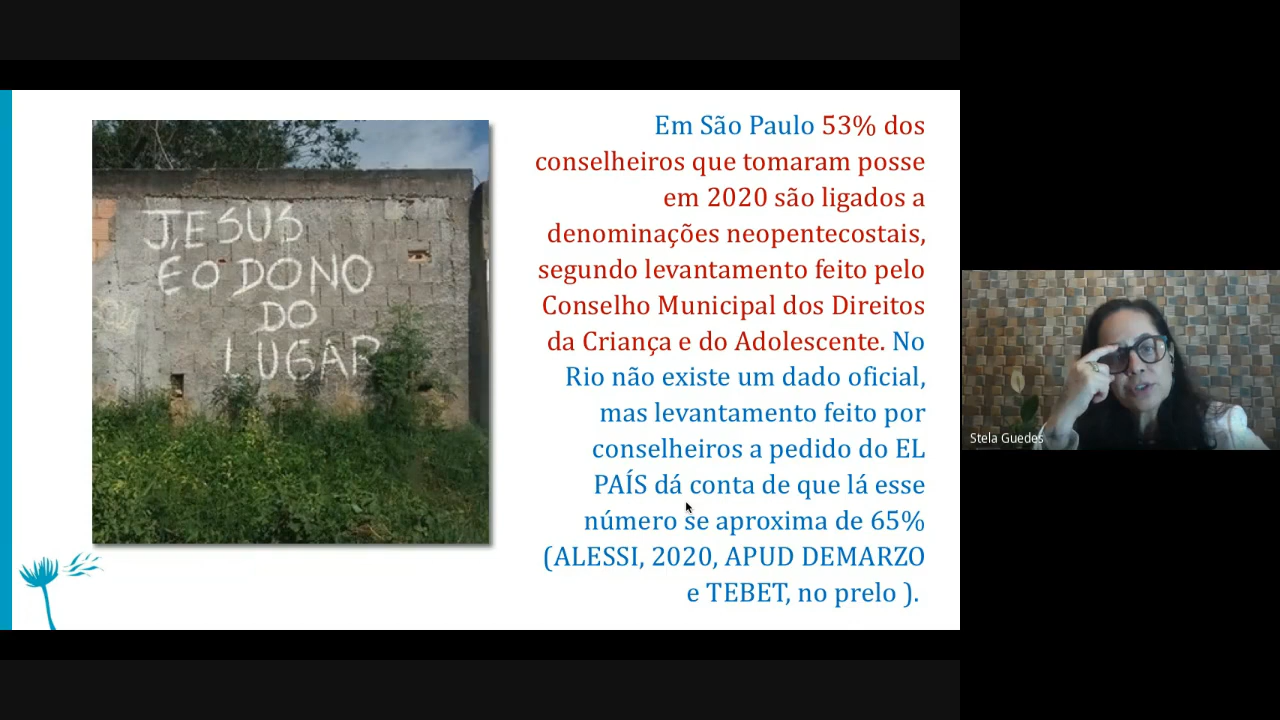 JESUS
É O DONO
DO
LUGAR
Em São Paulo 53% dos
conselheiros que tomaram posse
em 2020 são ligados a
denominações neopentecostais,
segundo levantamento feito pelo
Conselho Municipal dos Direitos
da Criança e do Adolescente. No
Rio não existe um dado oficial,
mas levantamento feito por
conselheiros a pedido do EL
PAÍS dá conta de que lá esse
número se aproxima de 65%
(ALESSI, 2020, APUD DEMARZO
e TEBET, no prelo ).
Stela Guedes